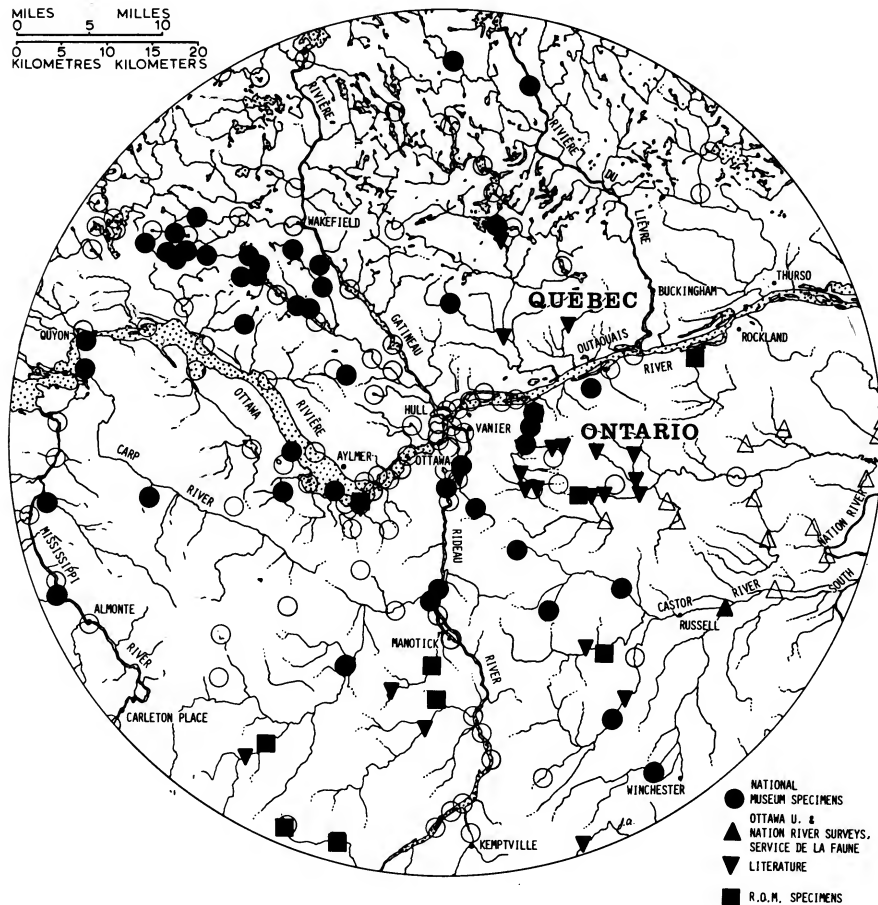 MILES MILLES
0 5 10
0 5 10 15 20
KILOMÈTRES KILOMETERS
RIVIÈRE
RIVIÈRE
DU
LIÈVRE
WAKEFIELD
THURSO
BUCKINGHAM
QUÉBEC
QUYON
GATINEAU
ROCKLAND
OUTAOUAIS
RIVER
OTTAWA
RIVIÈRE
HULL
VANIER
ONTARIO
CARP
RIVER
AYLMER
OTTAWA
RIDEAU
NATION RIVER
MISSISSIPPI
SOUTH
CASTOR
RIVER
RUSSELL
ALMONTE
RIVER
MANOTICK
RIVER
CARLETON PLACE
WINCHESTER
KEMPTVILLE
J.a.
NATIONAL
MUSEUM SPECIMENS
OTTAWA U. &
NATION RIVER SURVEYS,
SERVICE DE LA FAUNE
LITERATURE
R.O.M. SPECIMENS